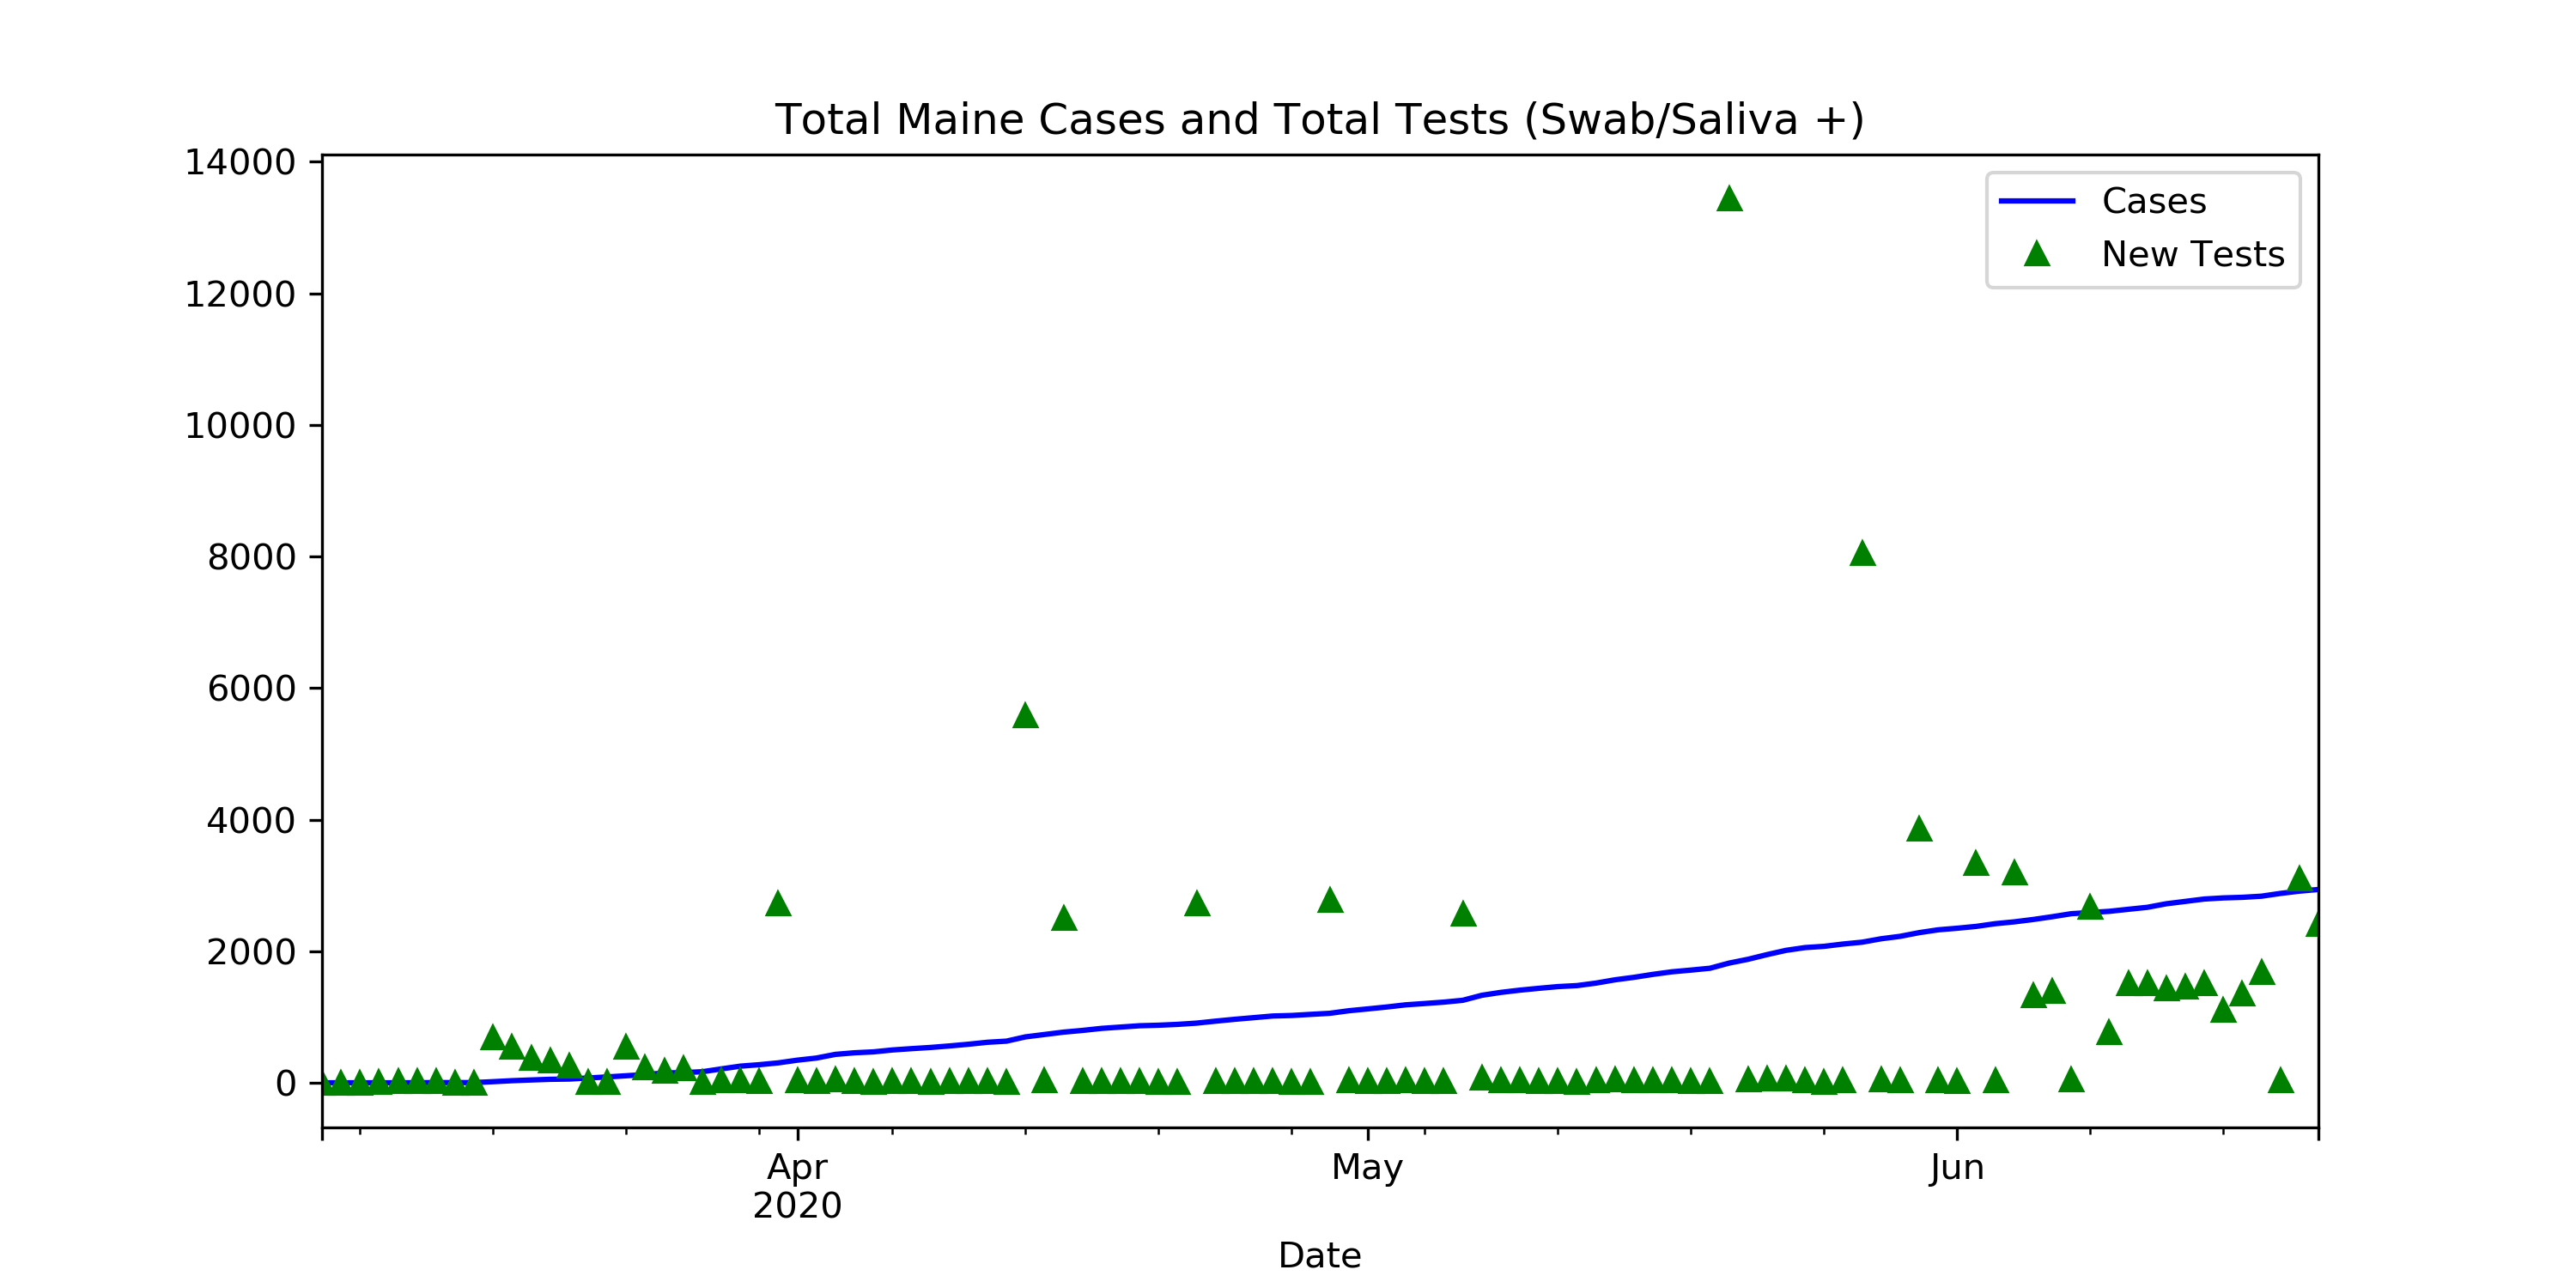 Total Maine Cases and Total Tests (Swab/Saliva +)
14000
12000
10000
8000
6000
4000
2000
0
Cases
New Tests
Apr
2020
May
Jun
Date